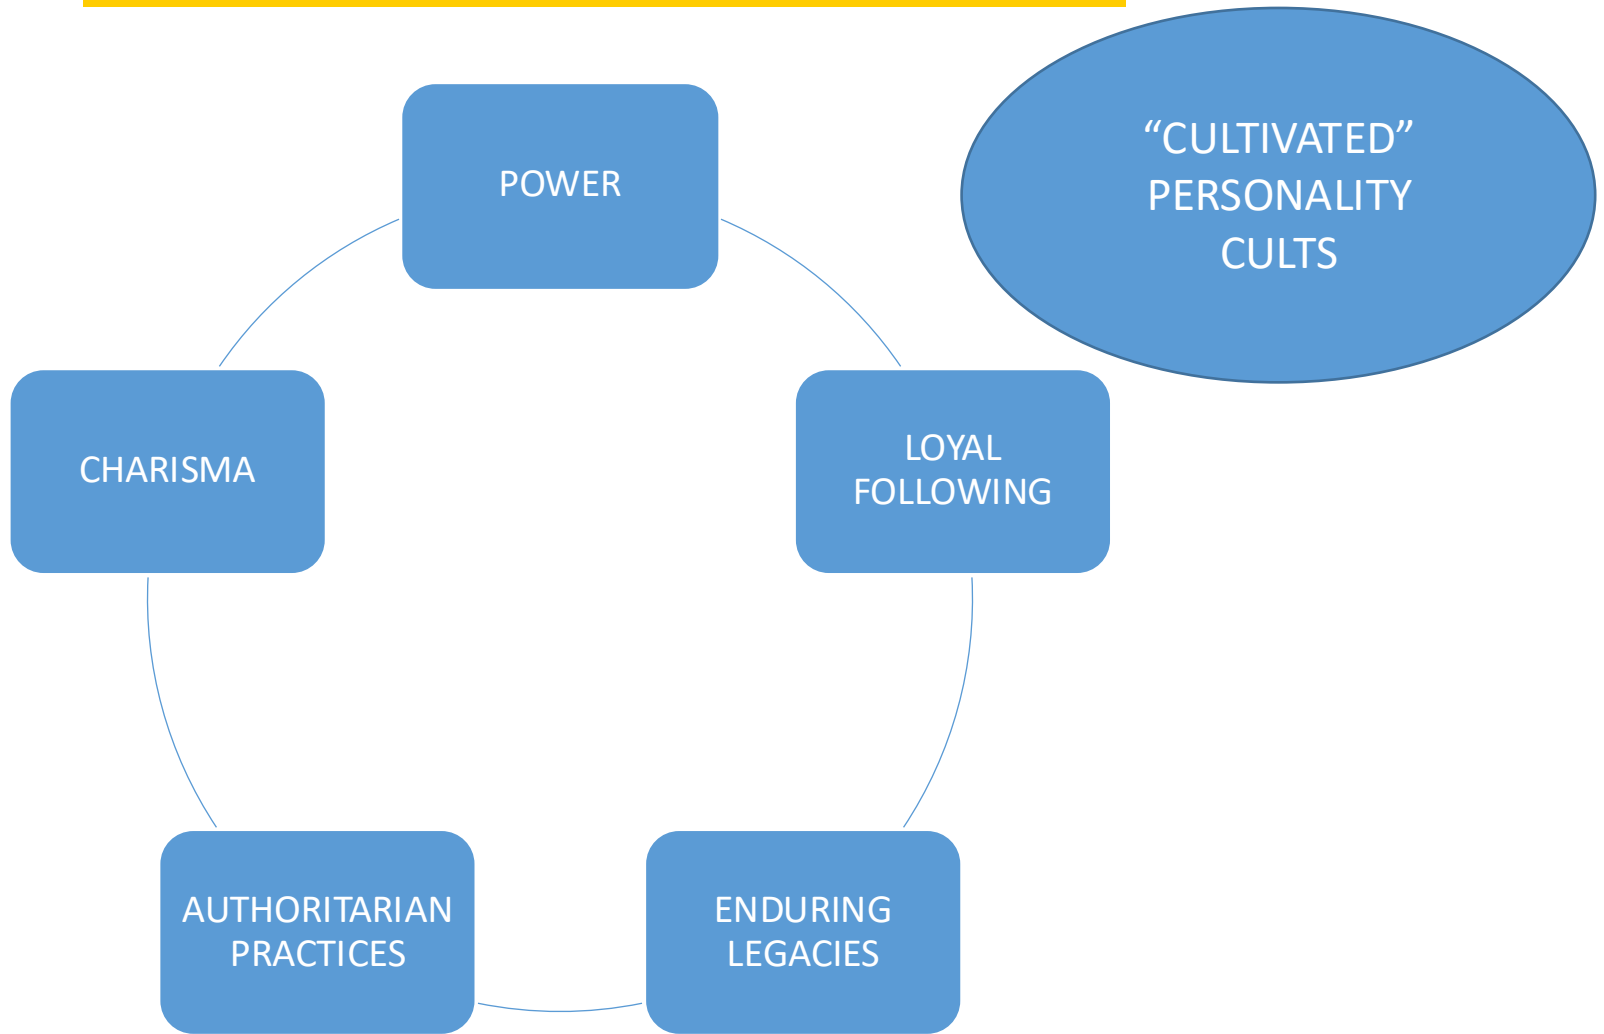 POWER
“CULTIVATED”
PERSONALITY
CULTS
CHARISMA
LOYAL
FOLLOWING
AUTHORITARIAN
PRACTICES
ENDURING
LEGACIES